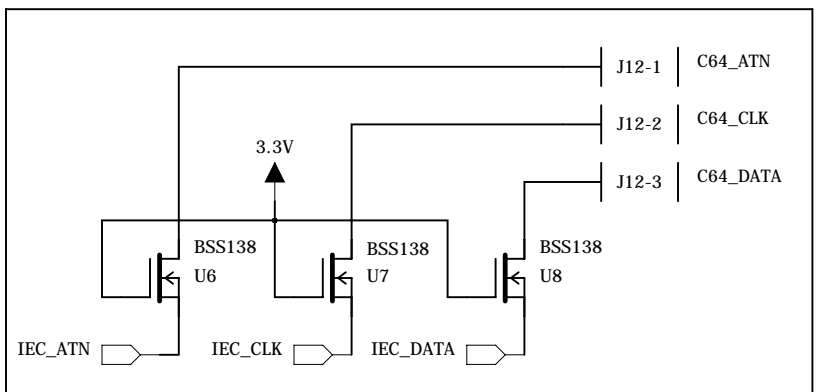 J12-1 C64_ATN
J12-2 C64_CLK
3.3V
J12-3 C64_DATA
BSS138 BSS138 BSS138
U6 U7 U8
IEC_ATN IEC_CLK IEC_DATA